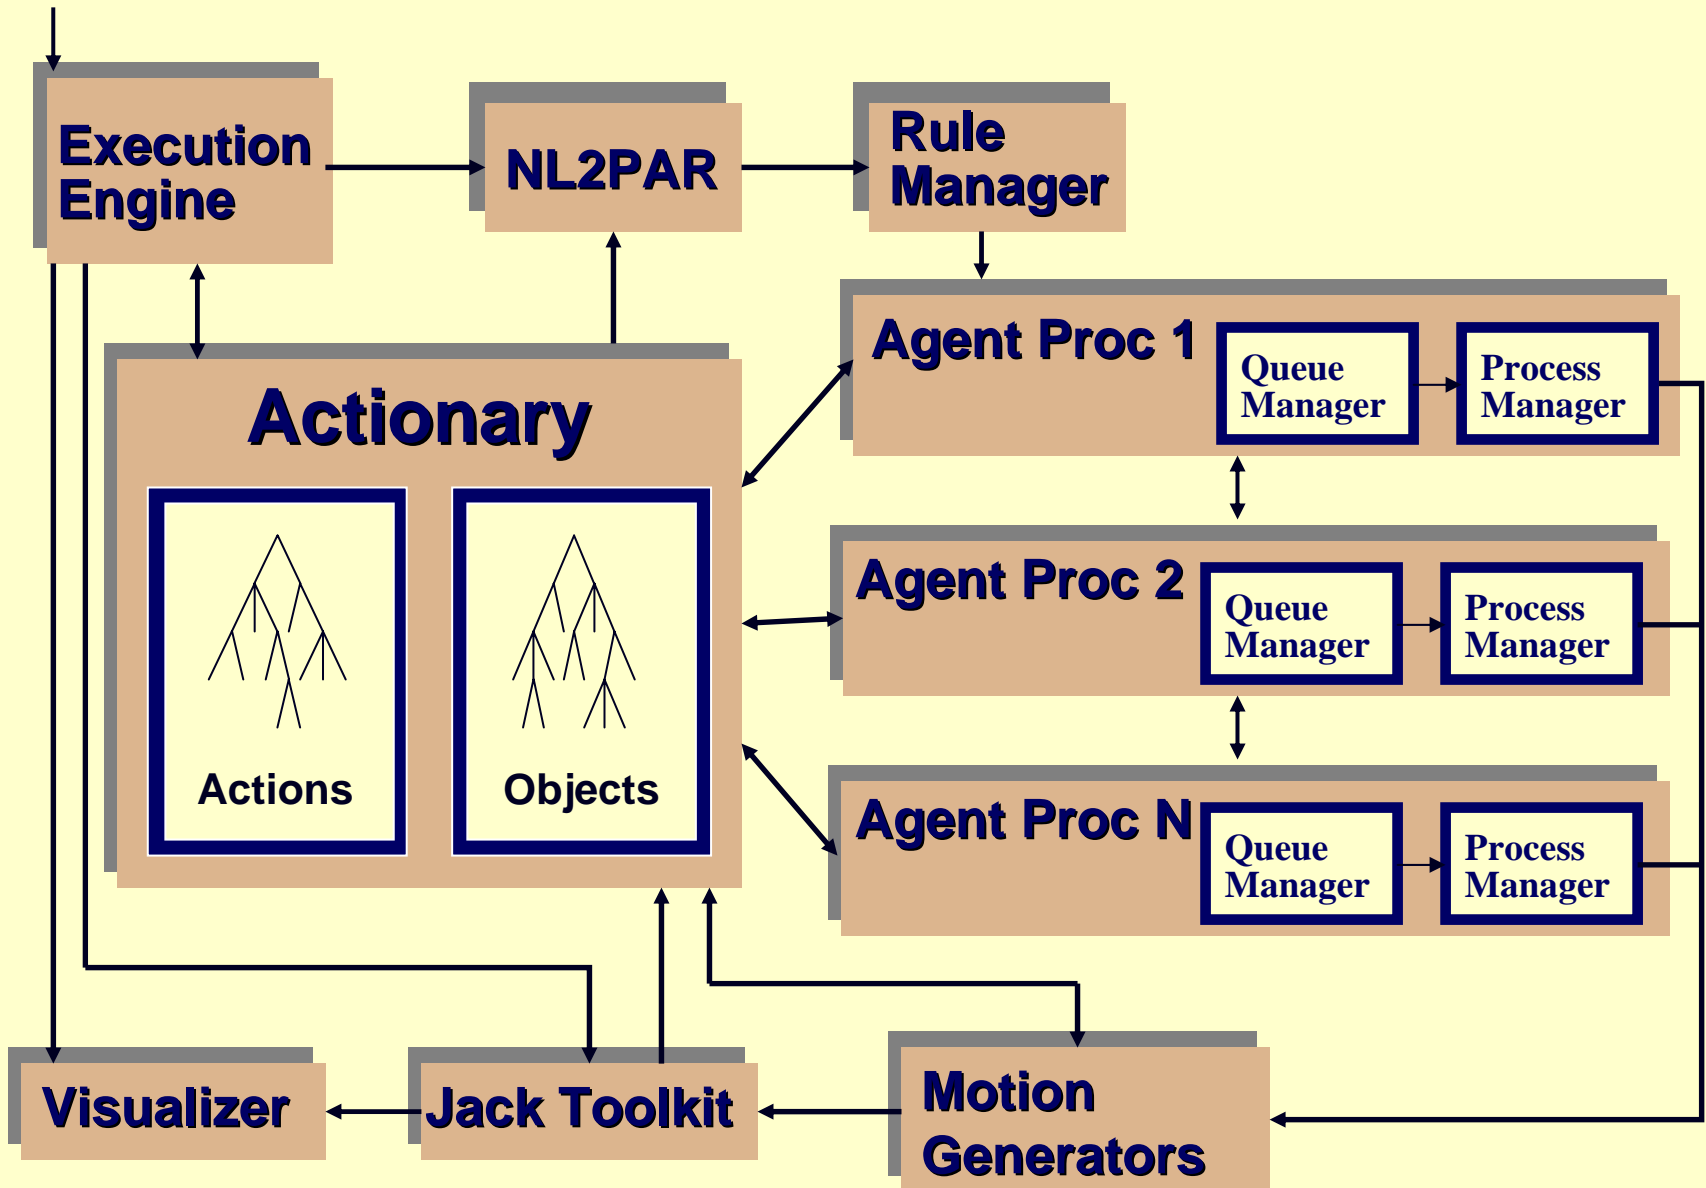 Execution
Engine
NL2PAR
Rule
Manager
Agent Proc 1
Queue
Manager
Process
Manager
Actionary
Actions
Objects
Agent Proc 2
Queue
Manager
Process
Manager
Agent Proc N
Queue
Manager
Process
Manager
Visualizer
Jack Toolkit
Motion
Generators